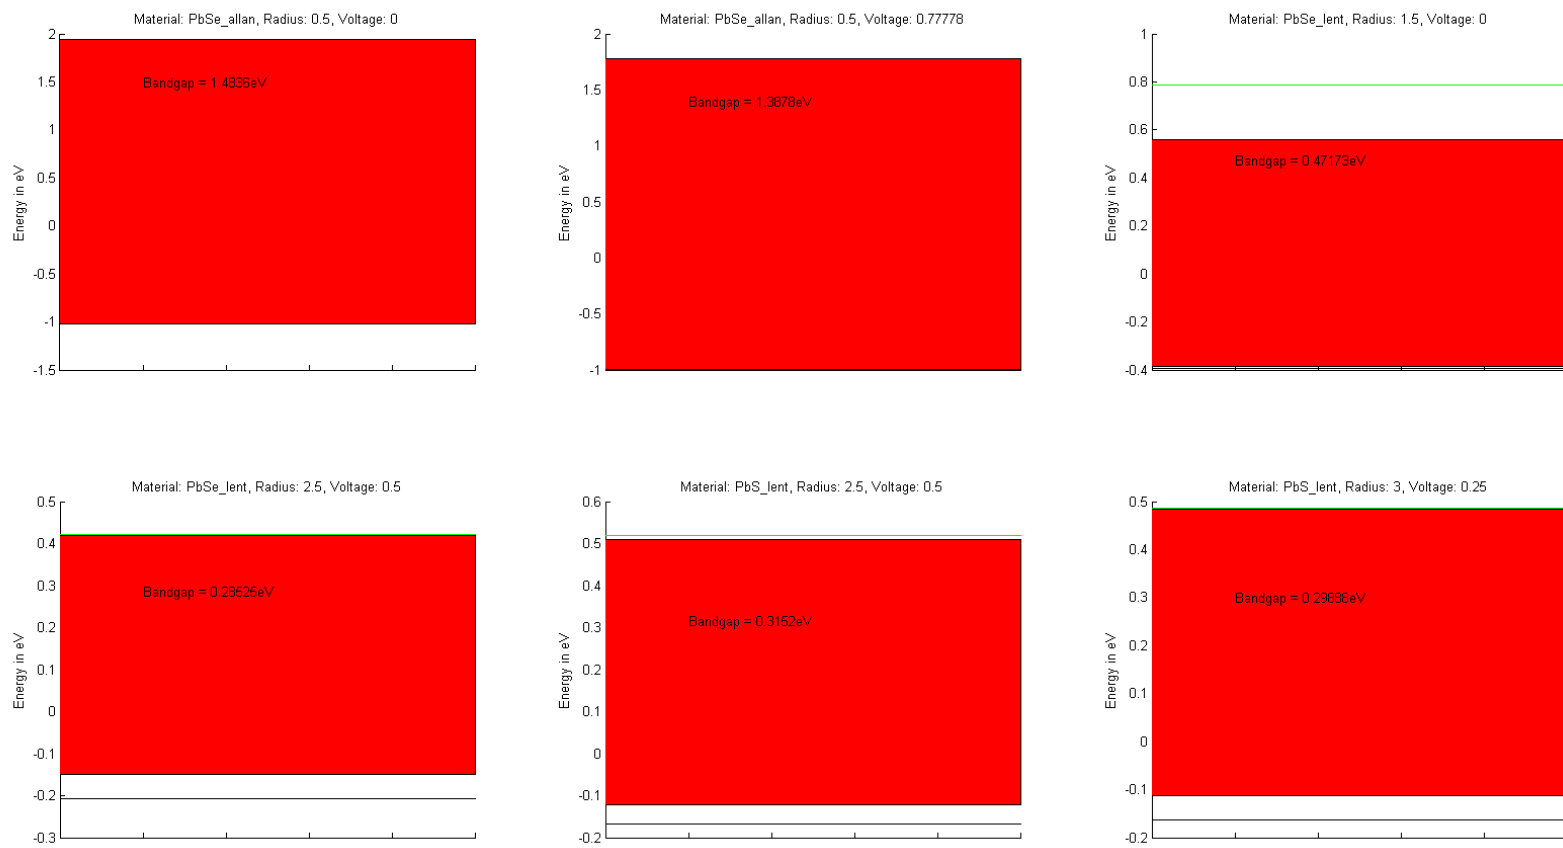 Material: PbSe_allan, Radius: 0.5, Voltage: 0
2
1.5
1
0.5
0
-0.5
-1
-1.5
Energy in eV
Bandgap = 1.4836eV
Material: PbSe_allan, Radius: 0.5, Voltage: 0.77778
2
1.5
1
0.5
0
-0.5
-1
Energy in eV
Bandgap = 1.3878eV
Material: PbSe_lent, Radius: 1.5, Voltage: 0
1
0.8
0.6
0.4
0.2
0
-0.2
-0.4
Energy in eV
Bandgap = 0.47173eV
Material: PbSe_lent, Radius: 2.5, Voltage: 0.5
0.5
0.4
0.3
0.2
0.1
0
-0.1
-0.2
-0.3
Energy in eV
Bandgap = 0.28525eV
Material: PbS_lent, Radius: 2.5, Voltage: 0.5
0.6
0.5
0.4
0.3
0.2
0.1
0
-0.1
-0.2
Energy in eV
Bandgap = 0.3152eV
Material: PbS_lent, Radius: 3, Voltage: 0.25
0.5
0.4
0.3
0.2
0.1
0
-0.1
-0.2
Energy in eV
Bandgap = 0.29888eV